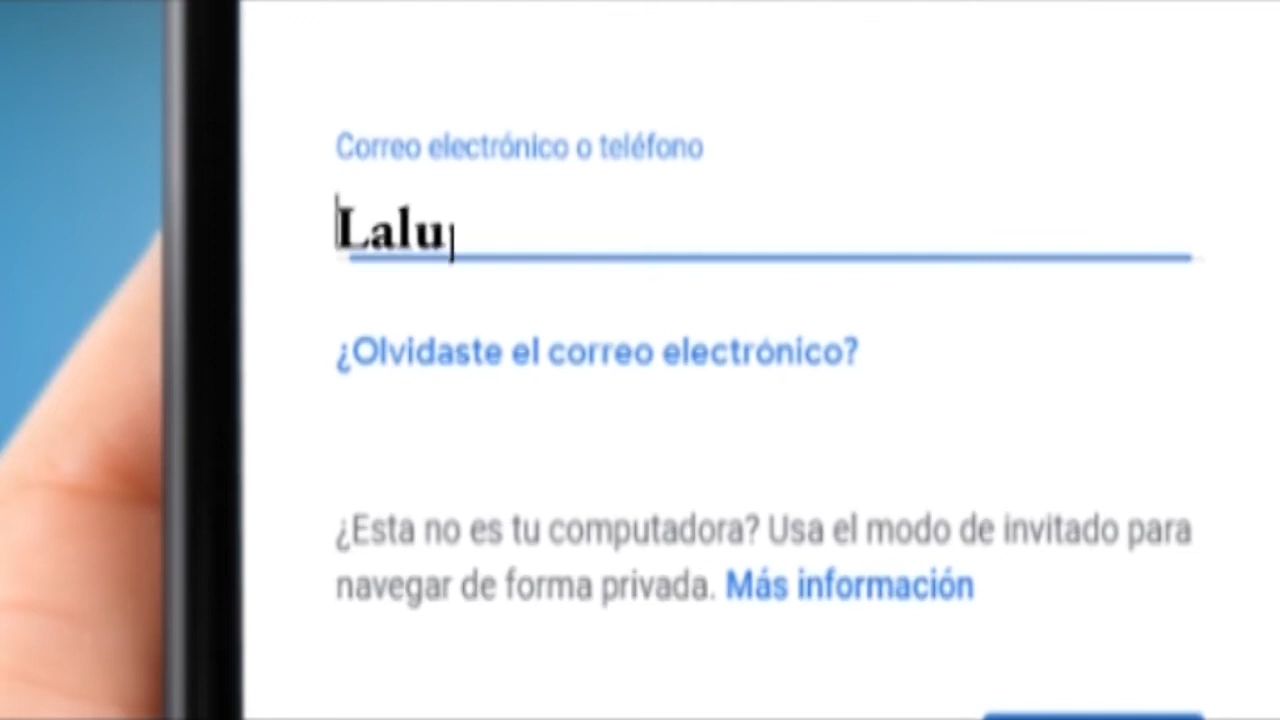 Correo electrónico o teléfono
Lalu
¿Olvidaste el correo electrónico?
¿Esta no es tu computadora? Usa el modo de invitado para
navegar de forma privada. Más información